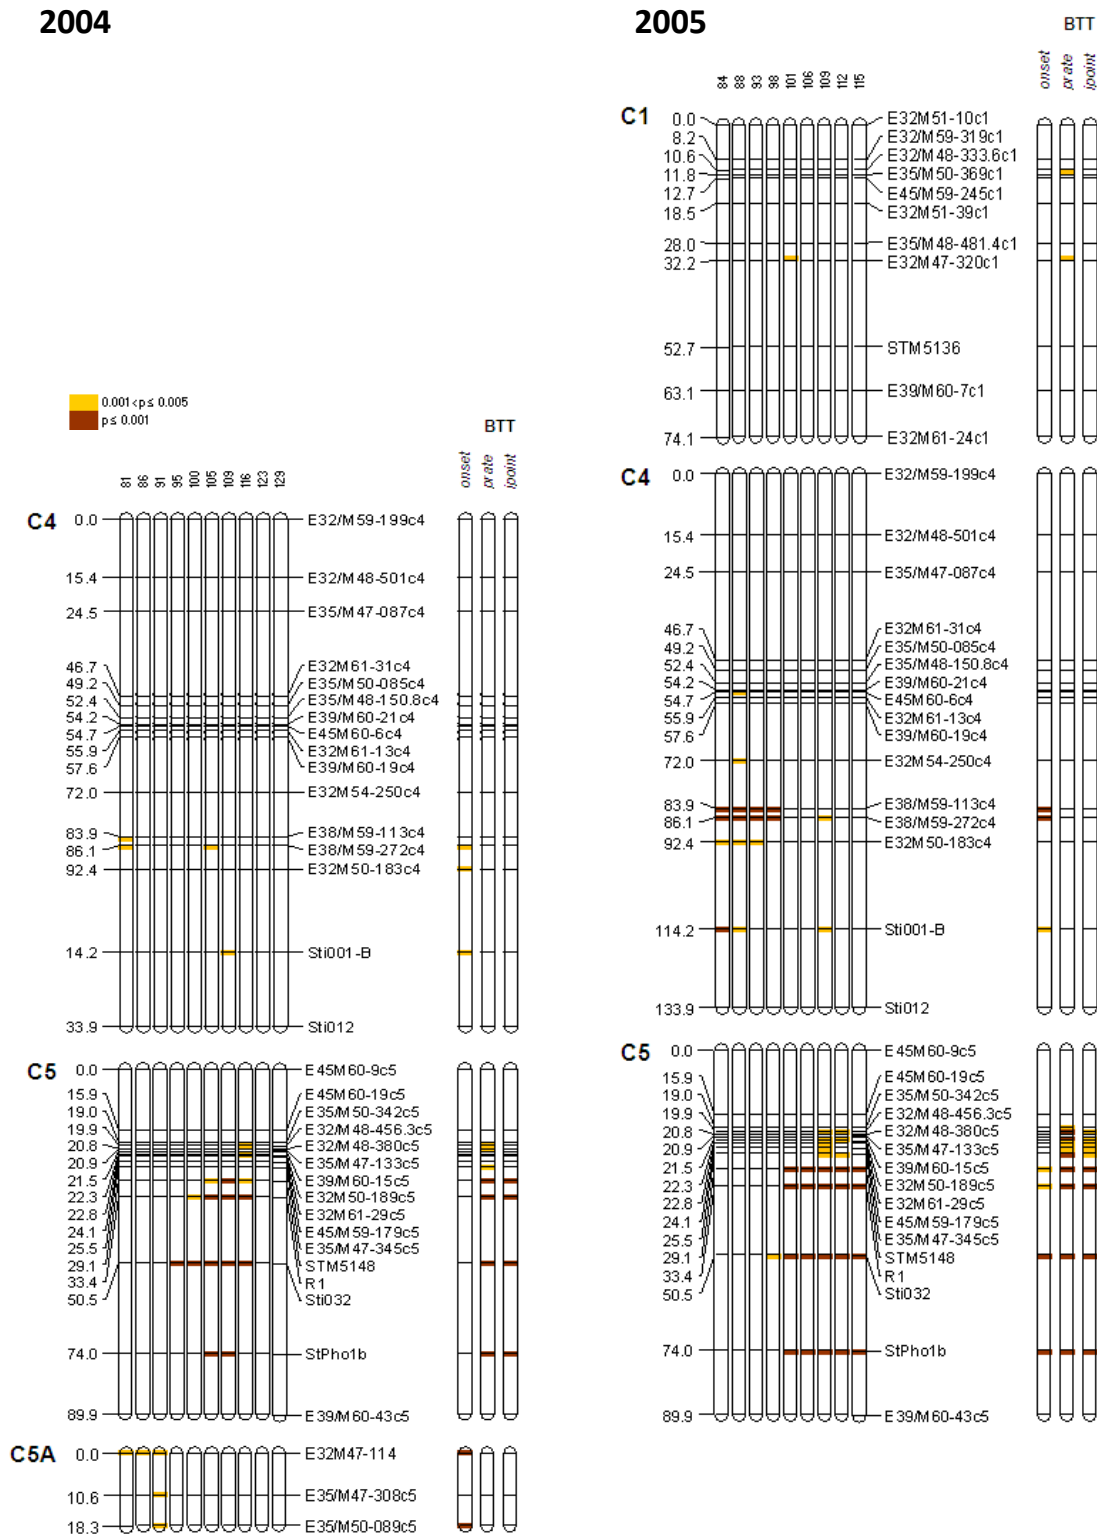 2004
0.001<p≤ 0.005
p≤ 0.001
BTT
81 86 91 95 100 105 109 116 123 129 onset prate ipoint
C4
0.0 E32/M59-199c4
15.4 E32/M48-501c4
24.5 E35/M47-087c4
46.7 E32M61-31c4
49.2 E35/M50-085c4
52.4 E35/M48-150.8c4
54.2 E39/M60-21c4
54.7 E45M60-6c4
55.9 E32M61-13c4
57.6 E39/M60-19c4
72.0 E32M54-250c4
83.9 E38/M59-113c4
86.1 E38/M59-272c4
92.4 E32M50-183c4
14.2 Sti001-B
33.9 Sti012
C5
0.0 E45M60-9c5
15.9 E45M60-19c5
19.0 E35/M50-342c5
19.9 E32/M48-456.3c5
20.8 E32/M48-380c5
20.9 E35/M47-133c5
21.5 E39/M60-15c5
22.3 E32M50-189c5
22.8 E32M61-29c5
24.1 E45/M59-179c5
25.5 E35/M47-345c5
29.1 STM5148
33.4 R1
50.5 Sti032
74.0 StPho1b
89.9 E39/M60-43c5
C5A
0.0 E32M47-114
10.6 E35/M47-308c5
18.3 E35/M50-089c5
2005
BTT
84 88 93 98 101 106 109 112 115 onset prate ipoint
C1
0.0 E32M51-10c1
8.2 E32/M59-319c1
10.6 E32/M48-333.6c1
11.8 E35/M50-369c1
12.7 E45/M59-245c1
18.5 E32M51-39c1
28.0 E35/M48-481.4c1
32.2 E32M47-320c1
52.7 STM5136
63.1 E39/M60-7c1
74.1 E32M61-24c1
C4
0.0 E32/M59-199c4
15.4 E32/M48-501c4
24.5 E35/M47-087c4
46.7 E32M61-31c4
49.2 E35/M50-085c4
52.4 E35/M48-150.8c4
54.2 E39/M60-21c4
54.7 E45M60-6c4
55.9 E32M61-13c4
57.6 E39/M60-19c4
72.0 E32M54-250c4
83.9 E38/M59-113c4
86.1 E38/M59-272c4
92.4 E32M50-183c4
114.2 Sti001-B
133.9 Sti012
C5
0.0 E45M60-9c5
15.9 E45M60-19c5
19.0 E35/M50-342c5
19.9 E32/M48-456.3c5
20.8 E32/M48-380c5
20.9 E35/M47-133c5
21.5 E39/M60-15c5
22.3 E32M50-189c5
22.8 E32M61-29c5
24.1 E45/M59-179c5
25.5 E35/M47-345c5
29.1 STM5148
33.4 R1
50.5 Sti032
74.0 StPho1b
89.9 E39/M60-43c5